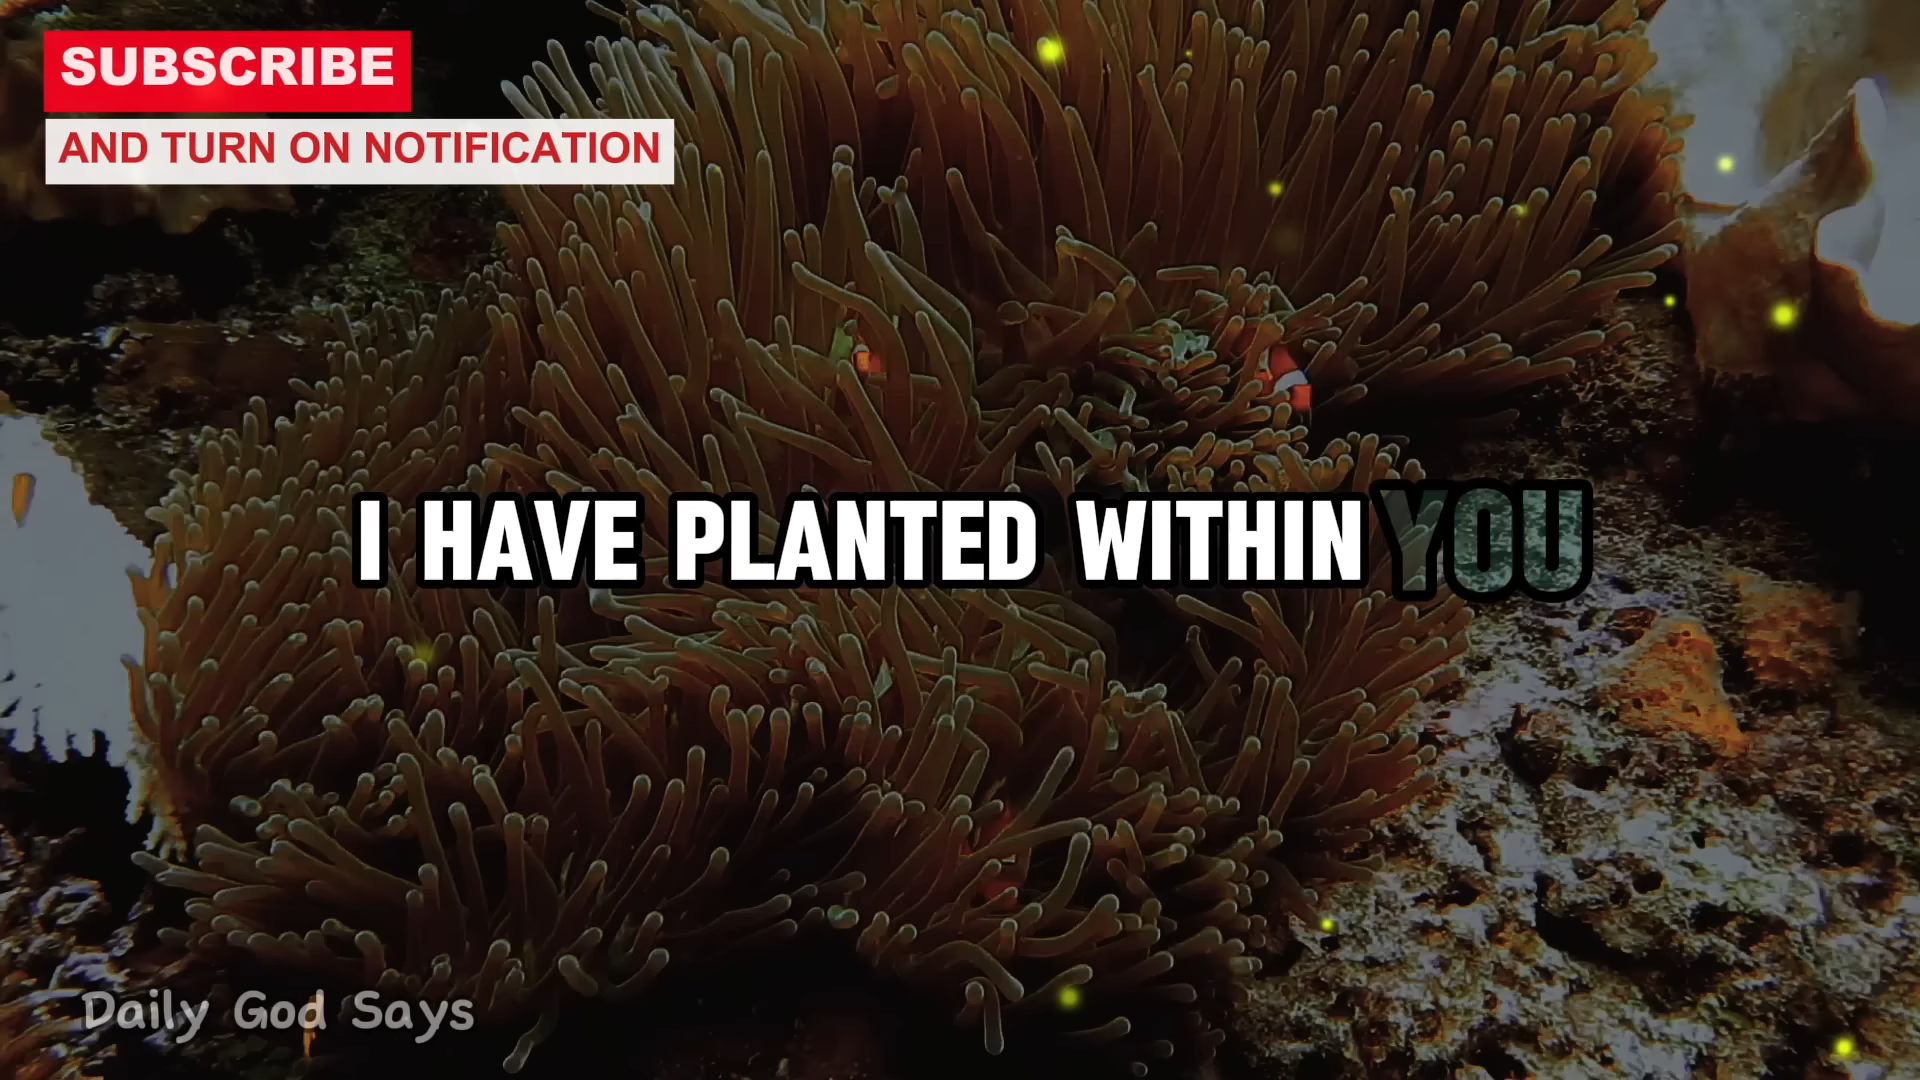 SUBSCRIBE
AND TURN ON NOTIFICATION
I HAVE PLANTED WITHIN YOU
Daily God Says